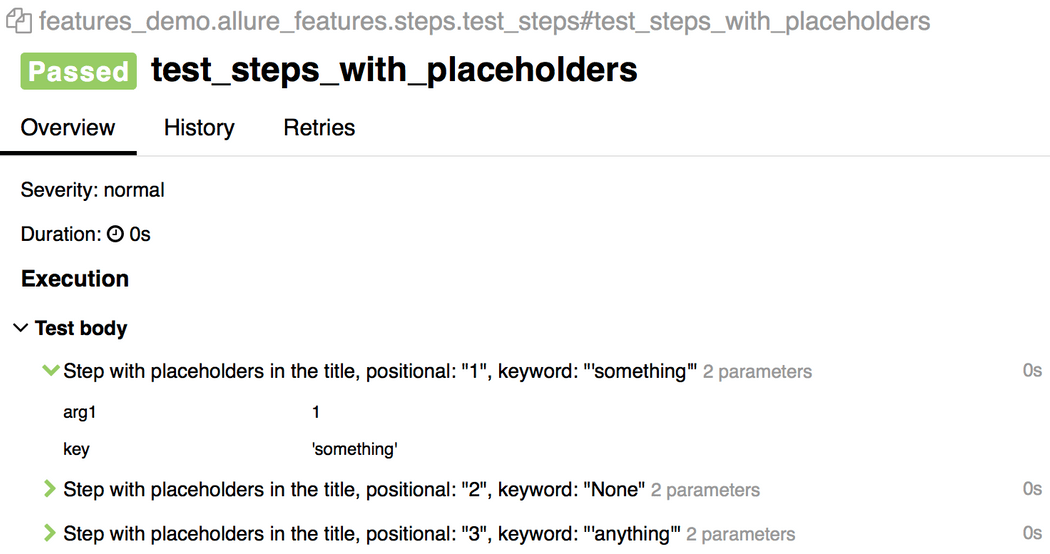 features_demo.allure_features.steps.test_steps#test_steps_with_placeholders
Passed test_steps_with_placeholders
Overview History Retries
Severity: normal
Duration: 0s
Execution
Test body
Step with placeholders in the title, positional: "1", keyword: "'something'" 2 parameters 0s
arg1 1
key 'something'
Step with placeholders in the title, positional: "2", keyword: "None" 2 parameters 0s
Step with placeholders in the title, positional: "3", keyword: "'anything'" 2 parameters 0s